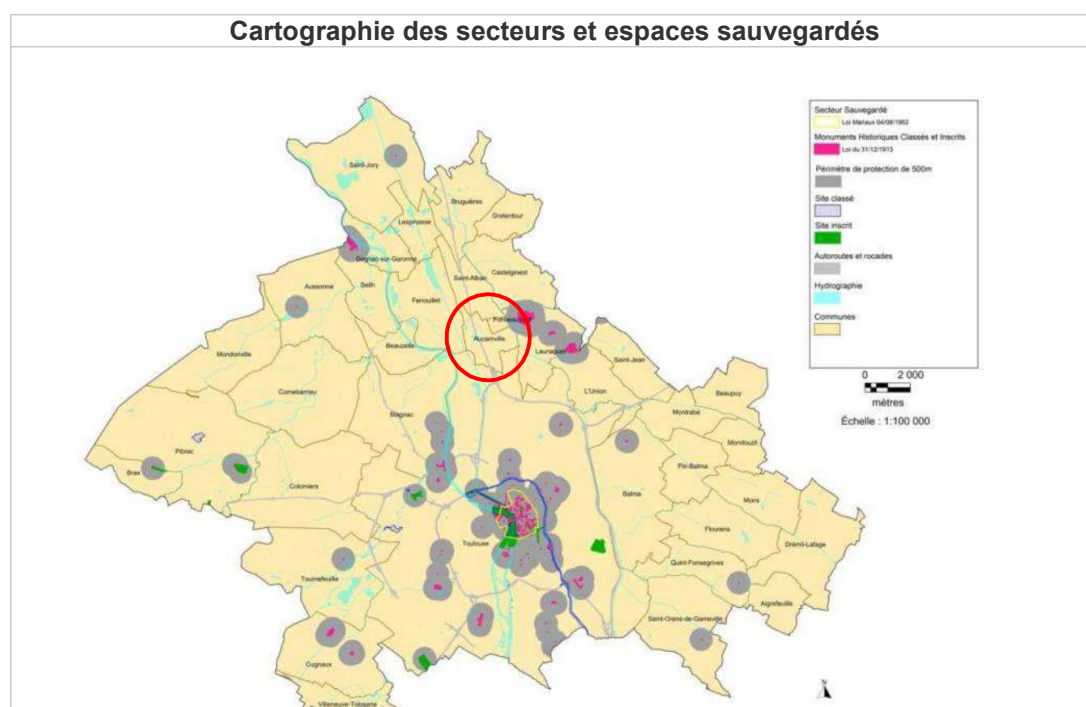 Cartographie des secteurs et espaces sauvegardés
Secteur Sauvegardé
Loi Malraux 04/08/1962
Monuments Historiques Classés et Inscrits
Loi du 31/12/1913
Périmètre de protection de 500m
Site classé
Site inscrit
Autoroutes et rocades
Hydrographie
Communes
0 2 000
mètres
Échelle : 1:100 000
N
Saint-Jory
Bruguières
Gratentour
Lespinasse
Gagnac-sur-Garonne
Saint-Alban
Castelginest
Aussonne
Seilh
Fenouillet
Aucamville
Launaguet
Saint-Jean
Mondonville
Beauzelle
L'Union
Beaupuy
Cornebarrieu
Blagnac
Montrabé
Mondouzil
Pibrac
Brax
Pin-Balma
Colomiers
Balma
Mons
Flourens
Drémil-Lafage
Toulouse
Quint-Fonsegrives
Tournefeuille
Aigrefeuille
Saint-Orens-de-Gameville
Cugnaux
Villeneuve-Tolosane